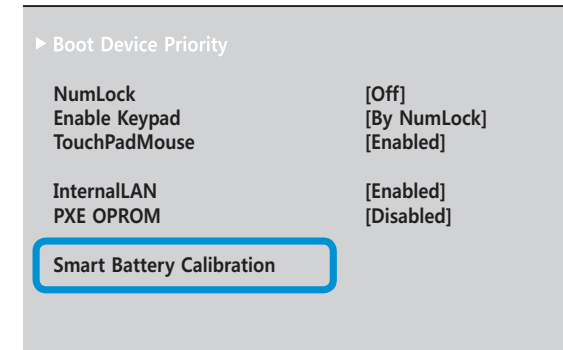 ▶ Boot Device Priority
NumLock [Off]
Enable Keypad [By NumLock]
TouchPadMouse [Enabled]
InternalLAN [Enabled]
PXE OPROM [Disabled]
Smart Battery Calibration